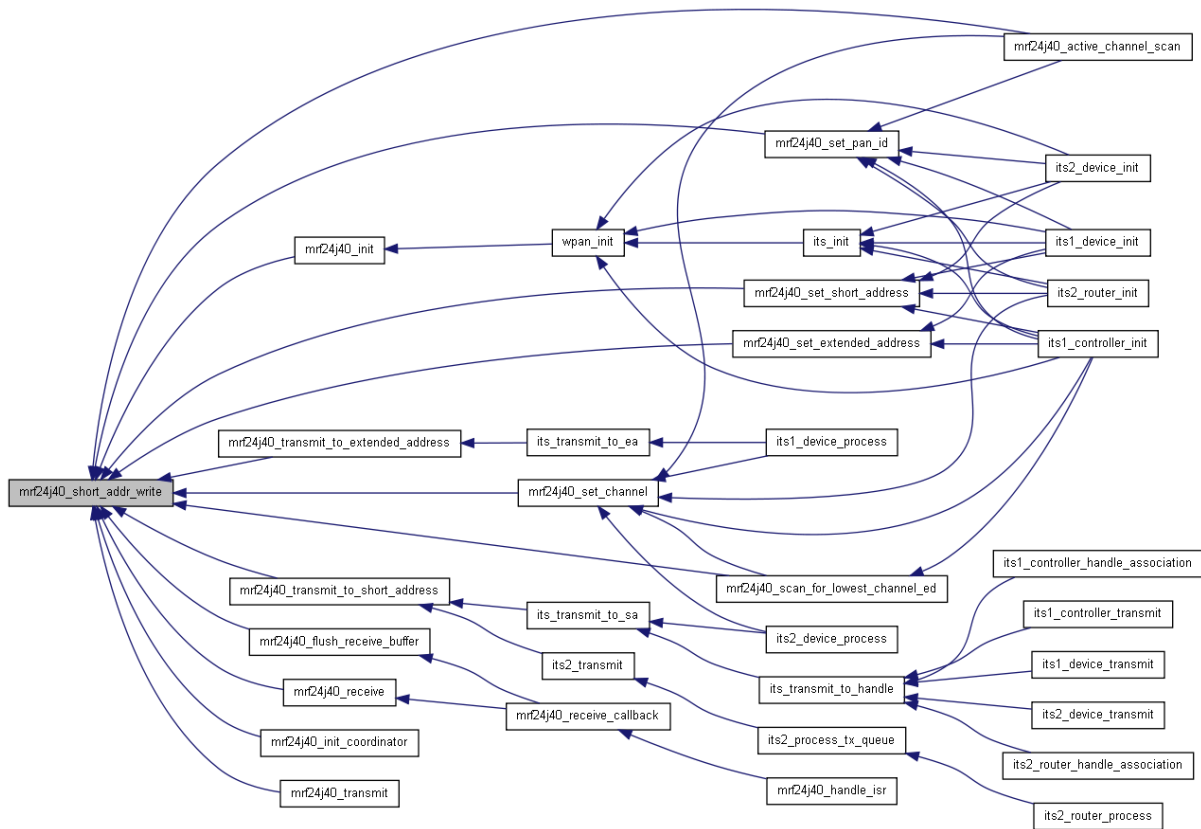 mrf24j40_active_channel_scan
mrf24j40_set_pan_id
its2_device_init
mrf24j40_init
wpan_init
its_init
its1_device_init
mrf24j40_set_short_address
its2_router_init
mrf24j40_set_extended_address
its1_controller_init
mrf24j40_transmit_to_extended_address
its_transmit_to_ea
its1_device_process
mrf24j40_short_addr_write
mrf24j40_set_channel
its1_controller_handle_association
mrf24j40_transmit_to_short_address
mrf24j40_scan_for_lowest_channel_ed
its_transmit_to_sa
its1_controller_transmit
mrf24j40_flush_receive_buffer
its2_device_process
its2_transmit
its1_device_transmit
mrf24j40_receive
its_transmit_to_handle
mrf24j40_receive_callback
its2_device_transmit
mrf24j40_init_coordinator
its2_process_tx_queue
its2_router_handle_association
mrf24j40_transmit
mrf24j40_handle_isr
its2_router_process